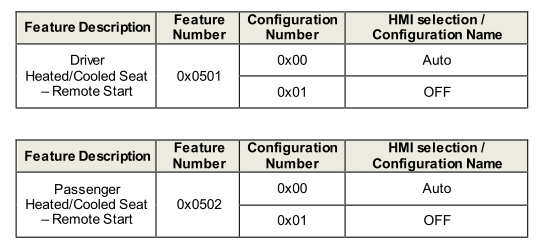 Feature Description Feature Number Configuration Number HMI selection / Configuration Name
Driver Heated/Cooled Seat – Remote Start 0x0501 0x00 Auto
0x01 OFF
Feature Description Feature Number Configuration Number HMI selection / Configuration Name
Passenger Heated/Cooled Seat – Remote Start 0x0502 0x00 Auto
0x01 OFF